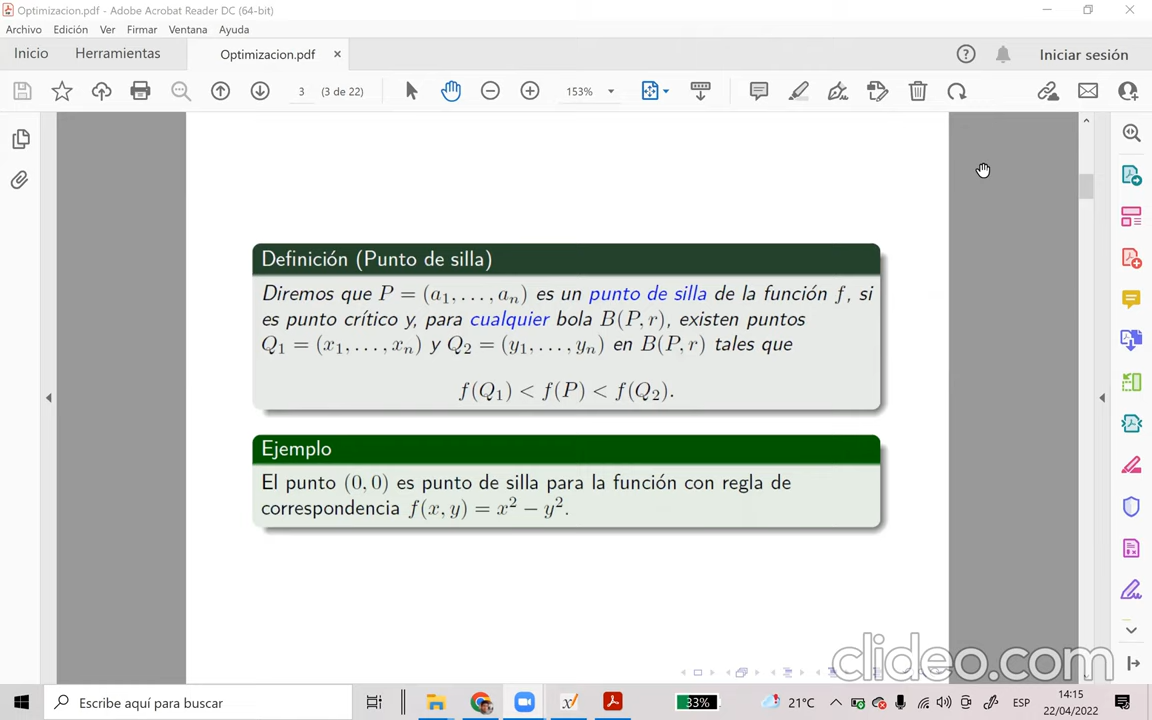 Optimizacion.pdf - Adobe Acrobat Reader DC (64-bit)
Archivo Edición Ver Firmar Ventana Ayuda
Inicio Herramientas Optimizacion.pdf × Iniciar sesión
3 (3 de 22) 153%
Definición (Punto de silla)
Diremos que P = (a₁, . . . , aₙ) es un punto de silla de la función f, si
es punto crítico y, para cualquier bola B(P, r), existen puntos
Q₁ = (x₁, . . . , xₙ) y Q₂ = (y₁, . . . , yₙ) en B(P, r) tales que
f(Q₁) < f(P) < f(Q₂).
Ejemplo
El punto (0, 0) es punto de silla para la función con regla de
correspondencia f(x, y) = x² − y².
clideo.com
Escribe aquí para buscar 33% 21°C ESP 14:15
22/04/2022